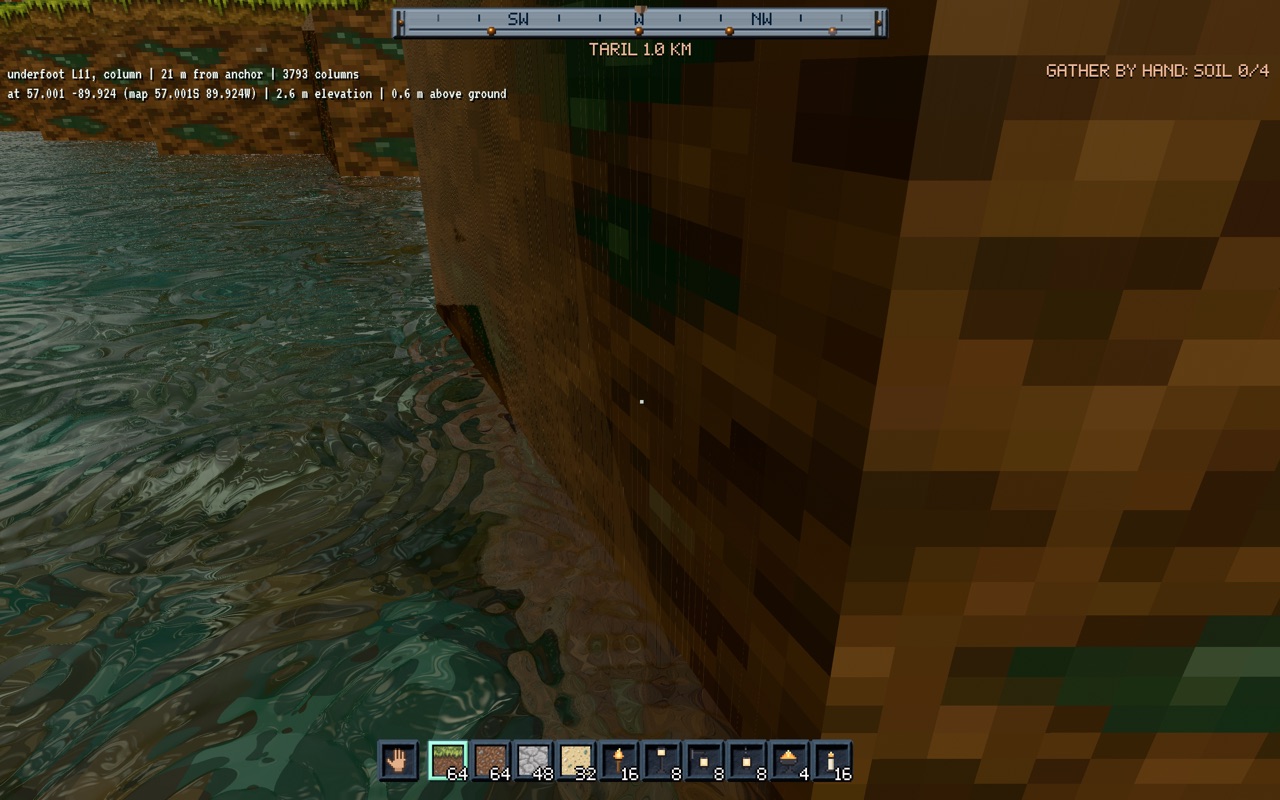 SW W NW
TARIL 1.0 KM
underfoot L11, column | 21 m from anchor | 3793 columns
GATHER BY HAND: SOIL 0/4
at 57.001 -89.924 (map 57.001S 89.924W) | 2.6 m elevation | 0.6 m above ground
64 64 48 32 16 8 8 8 4 16